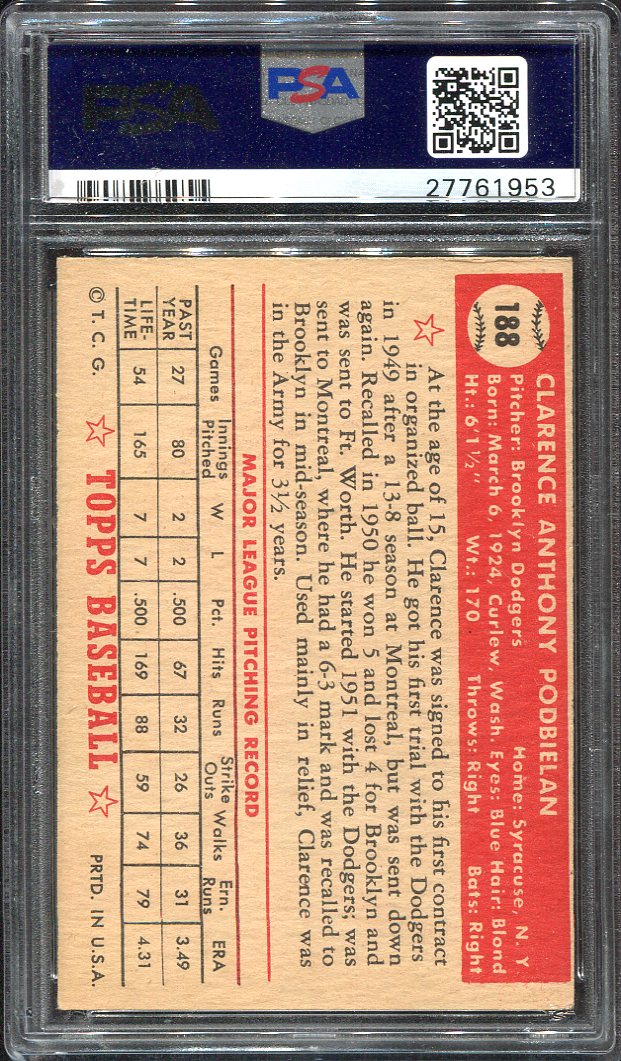 PSA
PSA
27761953
188
CLARENCE ANTHONY PODBIELAN
Pitcher: Brooklyn Dodgers Home: Syracuse, N. Y
Born: March 6, 1924, Curlew, Wash. Eyes: Blue Hair: Blond
Ht.: 6'1½" Wt.: 170 Throws: Right Bats: Right
At the age of 15, Clarence was signed to his first contract
in organized ball. He got his first trial with the Dodgers
in 1949 after a 13-8 season at Montreal, but was sent down
again. Recalled in 1950 he won 5 and lost 4 for Brooklyn and
was sent to Ft. Worth. He started 1951 with the Dodgers; was
sent to Montreal, where he had a 6-3 mark and was recalled to
Brooklyn in mid-season. Used mainly in relief, Clarence was
in the Army for 3½ years.
MAJOR LEAGUE PITCHING RECORD
Games Innings Pitched W L Pct. Hits Runs Strike Outs Walks Ern. Runs ERA
PAST YEAR 27 80 2 2 .500 67 32 26 36 31 3.49
LIFE-TIME 54 165 7 7 .500 169 88 59 74 79 4.31
© T. C. G. TOPPS BASEBALL PRTD. IN U.S.A.